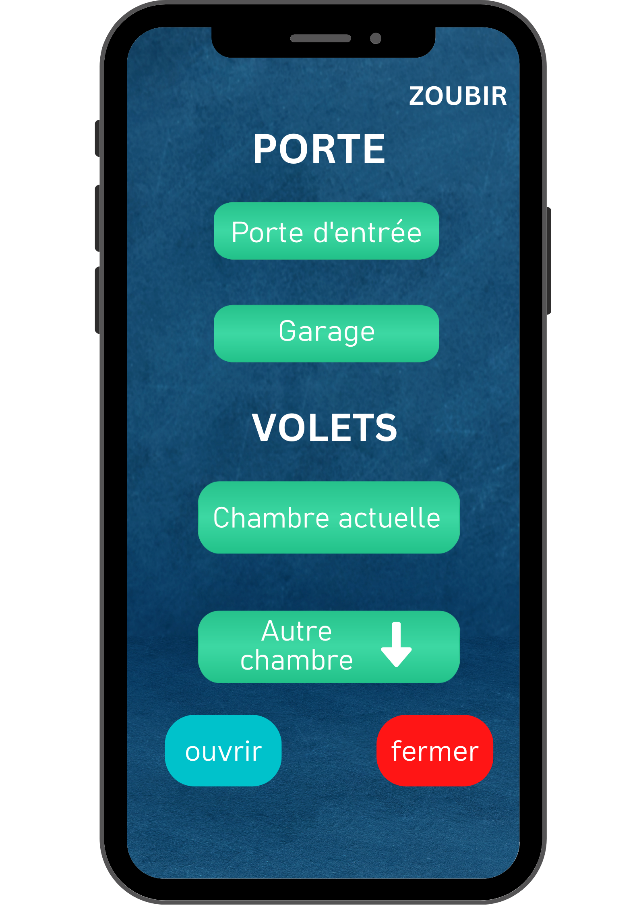 ZOUBIR
PORTE
Porte d'entrée
Garage
VOLETS
Chambre actuelle
Autre
chambre
ouvrir
fermer